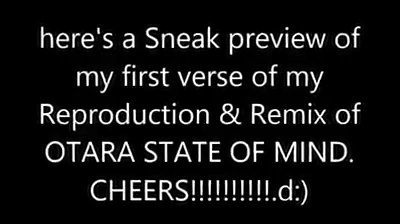 here's a Sneak preview of
my first verse of my
Reproduction & Remix of
OTARA STATE OF MIND.
CHEERS!!!!!!!!!!.d:)